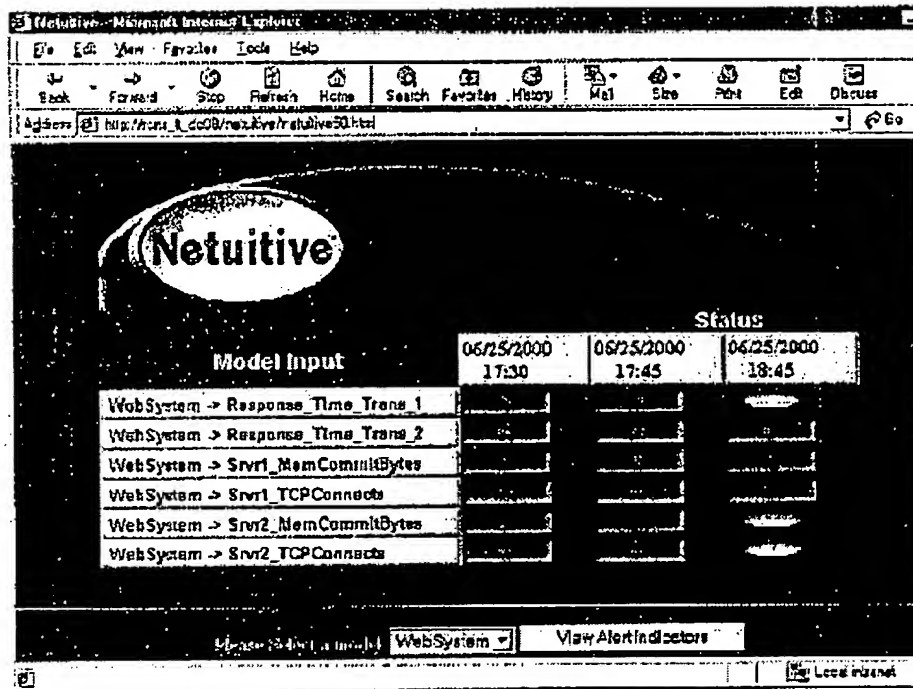 Netuitive - Microsoft Internet Explorer
File Edit View Favorites Tools Help
Back Forward Stop Refresh Home Search Favorites History Mail Size Print Edit Discuss
Address Go
Netuitive
Status
Model Input
06/25/2000 17:30
06/25/2000 17:45
06/25/2000 18:45
WebSystem -> Response_Time_Trans_1
WebSystem -> Response_Time_Trans_2
WebSystem -> Srvr1_MemCommitBytes
WebSystem -> Srvr1_TCPConnects
WebSystem -> Srvr2_MemCommitBytes
WebSystem -> Srvr2_TCPConnects
Please Select a model WebSystem View Alert Indicators
Local intranet